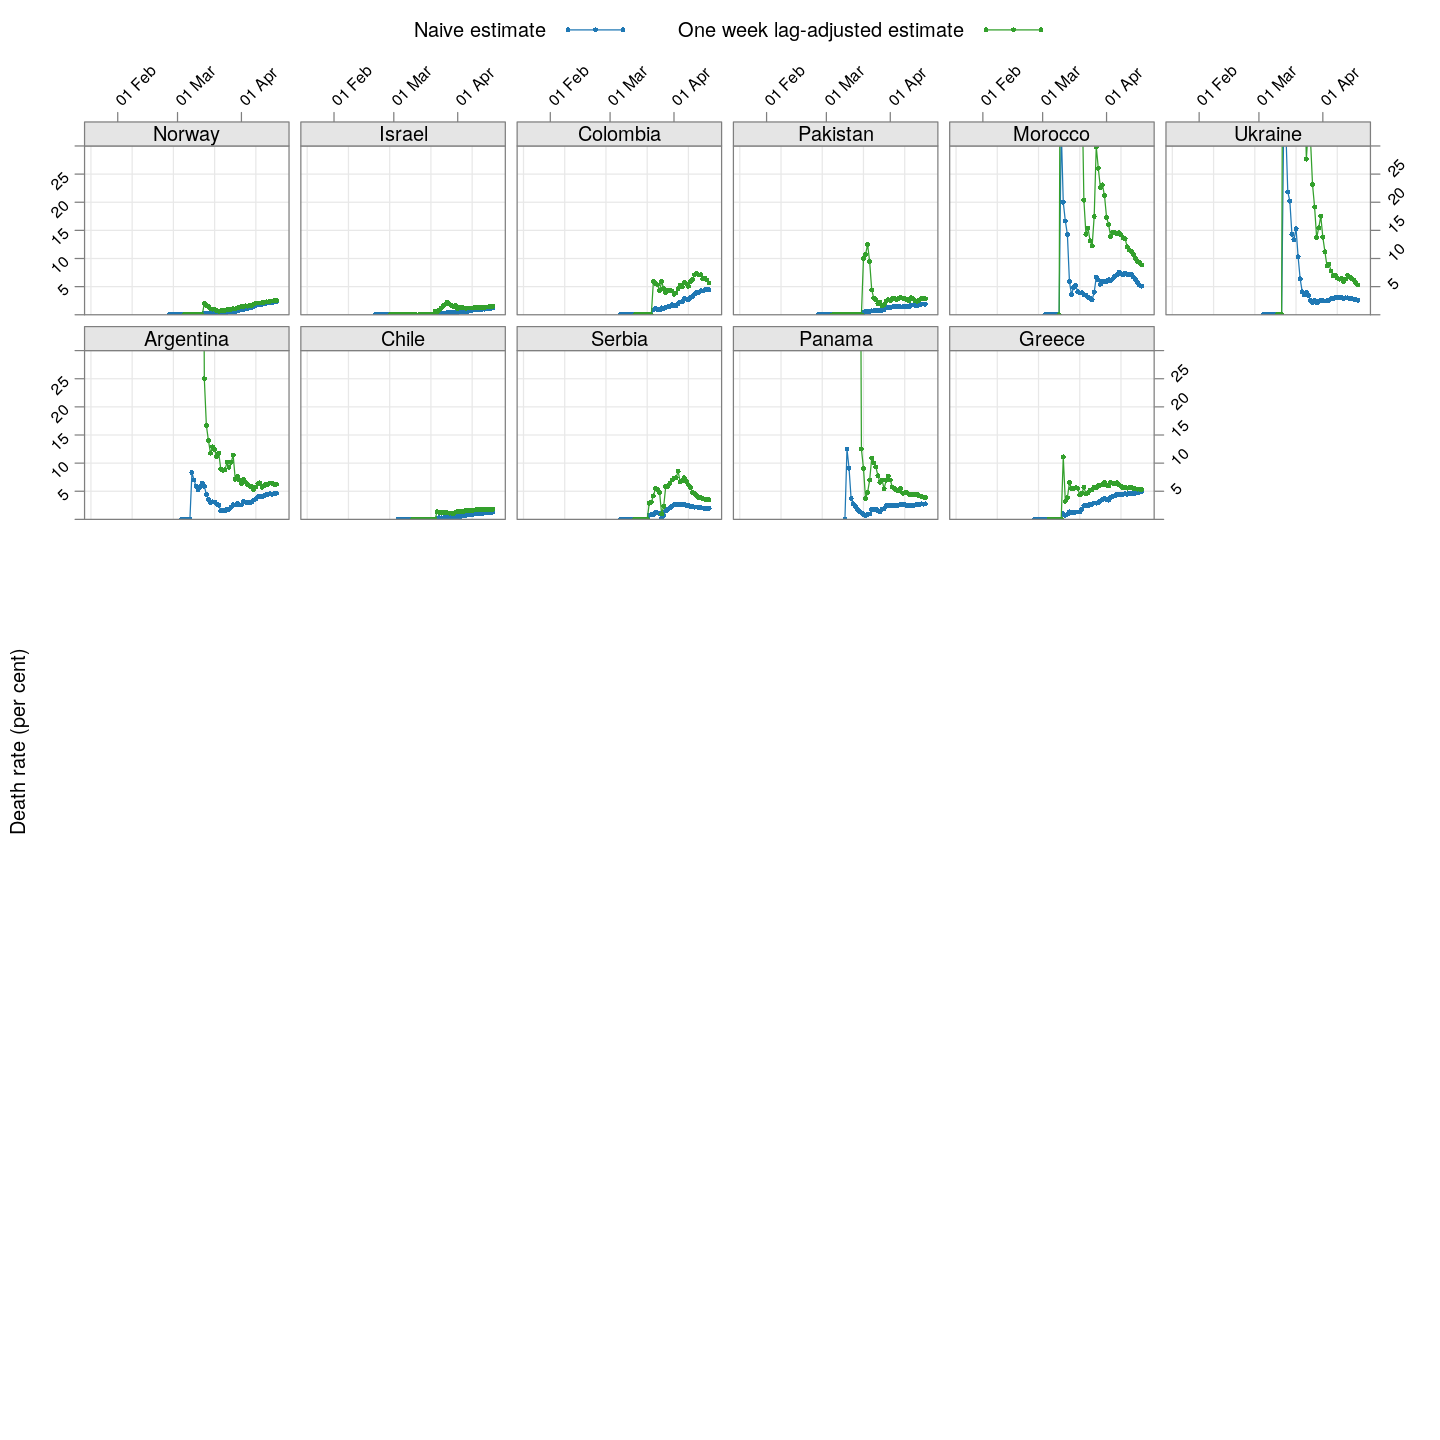 Naive estimate One week lag-adjusted estimate
01 Feb 01 Mar 01 Apr 01 Feb 01 Mar 01 Apr 01 Feb 01 Mar 01 Apr 01 Feb 01 Mar 01 Apr 01 Feb 01 Mar 01 Apr 01 Feb 01 Mar 01 Apr
Norway Israel Colombia Pakistan Morocco Ukraine
25 25
20 20
15 15
10 10
5 5
Argentina Chile Serbia Panama Greece
25 25
20 20
15 15
10 10
5 5
Death rate (per cent)